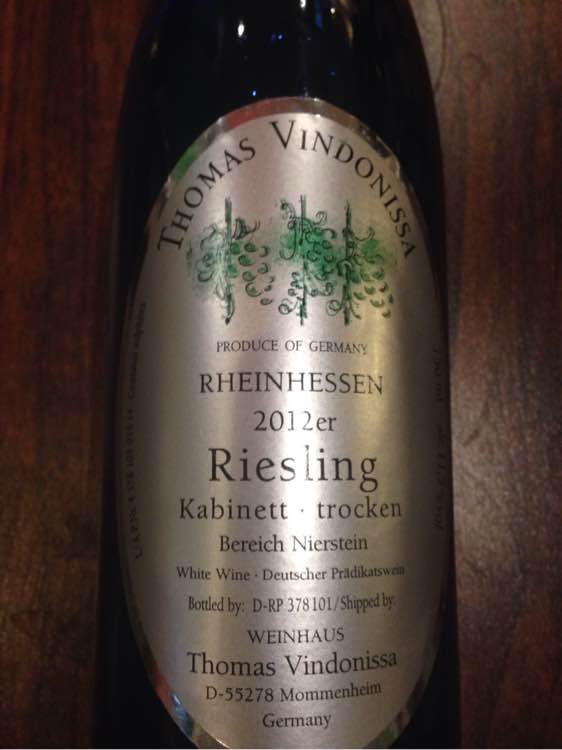 THOMAS VINDONISSA
PRODUCE OF GERMANY
RHEINHESSEN
2012er
Riesling
Kabinett · trocken
Bereich Nierstein
White Wine · Deutscher Prädikatswein
Bottled by: D-RP 378101/Shipped by:
WEINHAUS
Thomas Vindonissa
D-55278 Mommenheim
Germany